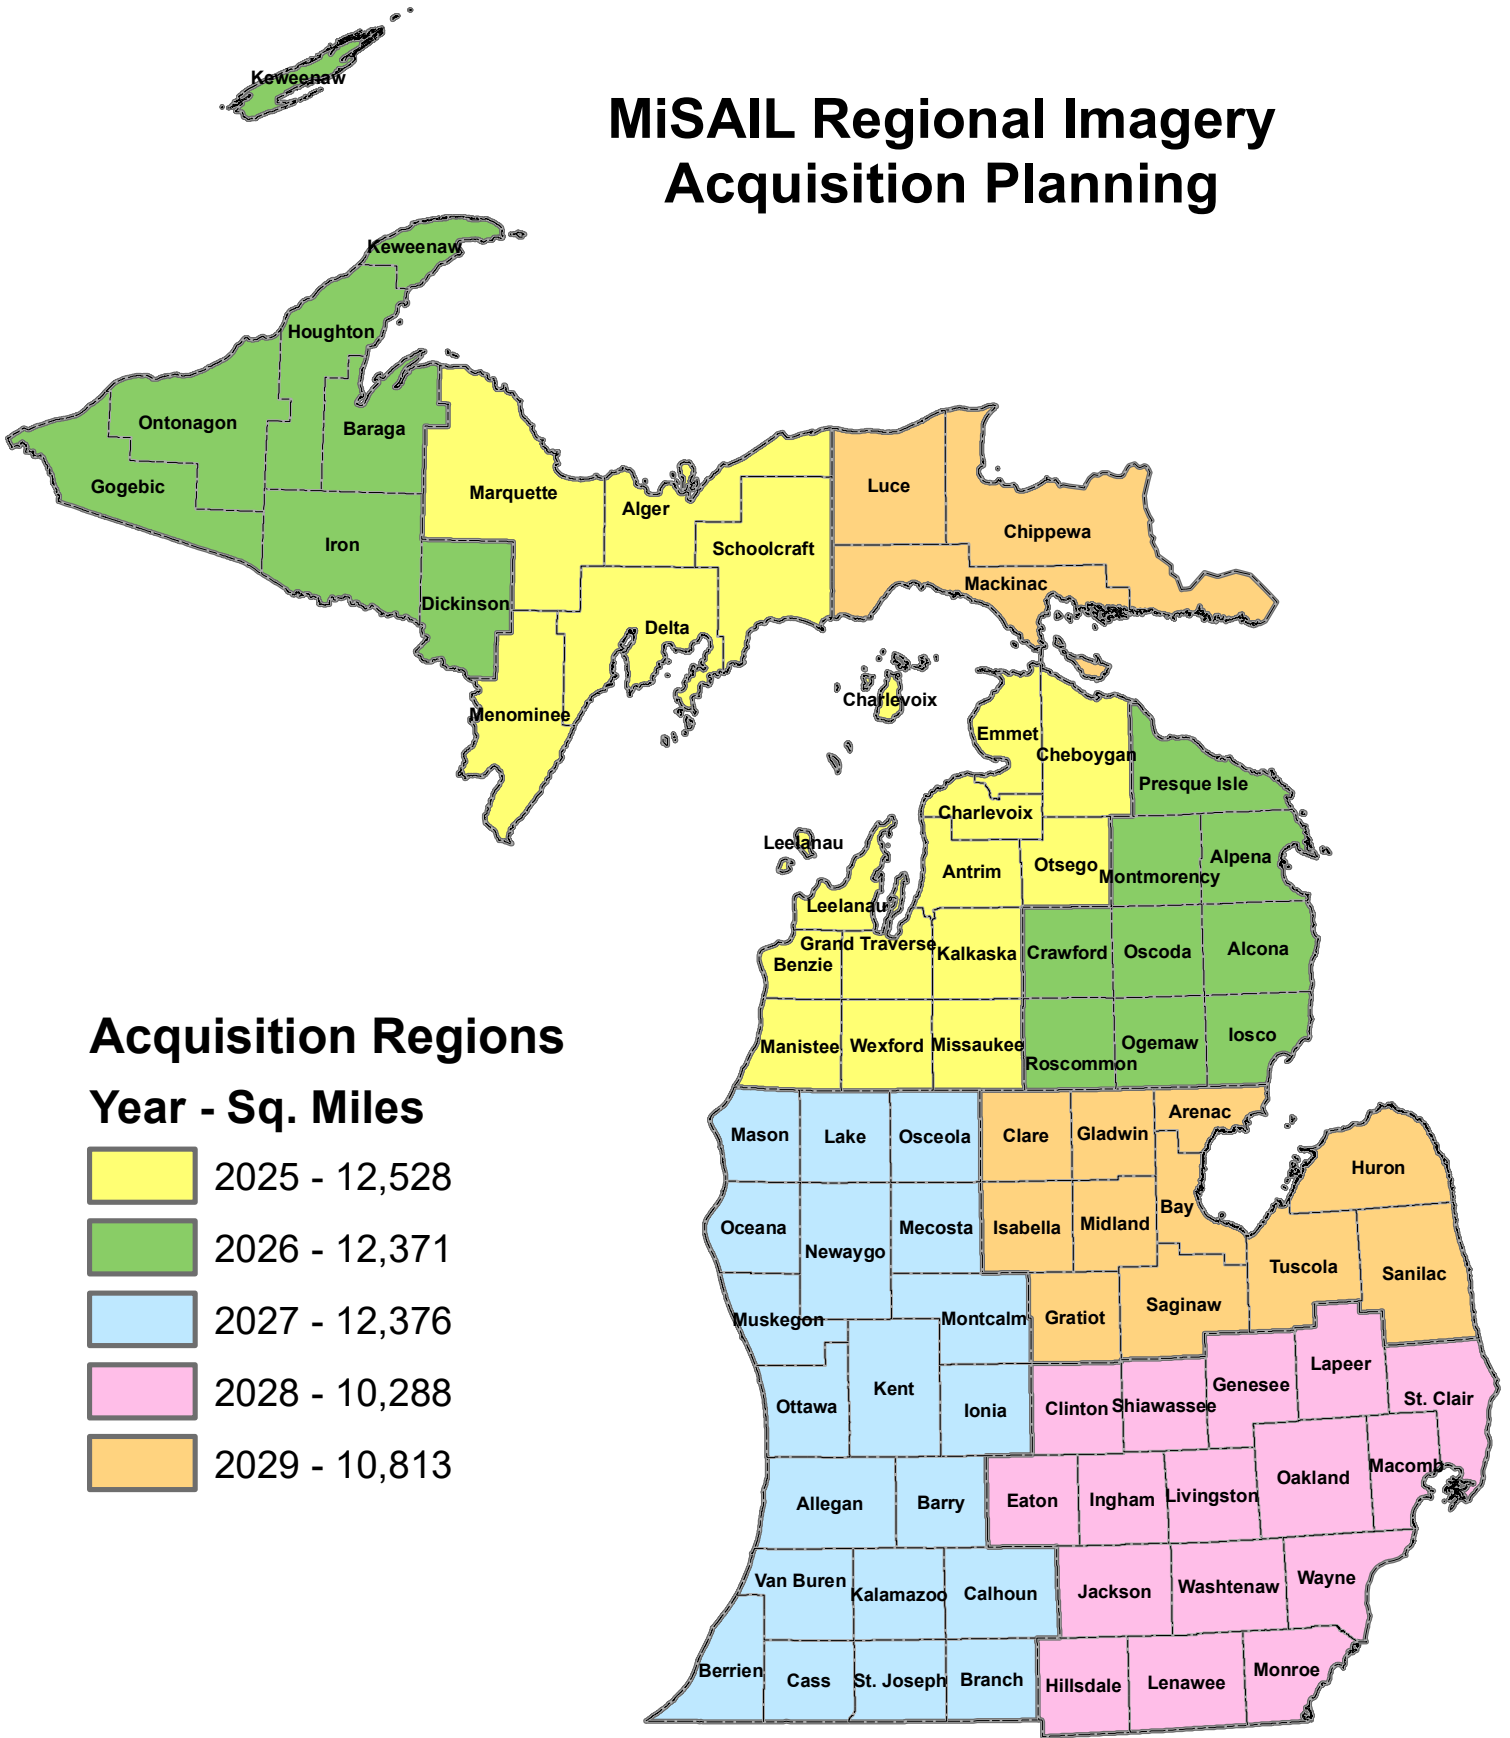 Keweenaw
MiSAIL Regional Imagery
Acquisition Planning
Keweenaw
Houghton
Ontonagon
Baraga
Gogebic
Marquette
Luce
Alger
Chippewa
Iron
Schoolcraft
Mackinac
Dickinson
Delta
Charlevoix
Menominee
Emmet
Cheboygan
Presque Isle
Charlevoix
Leelanau
Alpena
Antrim
Otsego
Montmorency
Leelanau
Grand Traverse
Kalkaska
Crawford
Oscoda
Alcona
Benzie
Iosco
Ogemaw
Manistee
Wexford
Missaukee
Roscommon
Acquisition Regions
Year - Sq. Miles
2025 - 12,528
2026 - 12,371
2027 - 12,376
2028 - 10,288
2029 - 10,813
Arenac
Mason
Lake
Osceola
Clare
Gladwin
Huron
Oceana
Mecosta
Isabella
Midland
Bay
Newaygo
Tuscola
Sanilac
Saginaw
Muskegon
Montcalm
Gratiot
Lapeer
Kent
Genesee
St. Clair
Ottawa
Ionia
Clinton
Shiawassee
Macomb
Oakland
Allegan
Barry
Eaton
Ingham
Livingston
Van Buren
Kalamazoo
Calhoun
Jackson
Washtenaw
Wayne
Berrien
Cass
St. Joseph
Branch
Hillsdale
Lenawee
Monroe